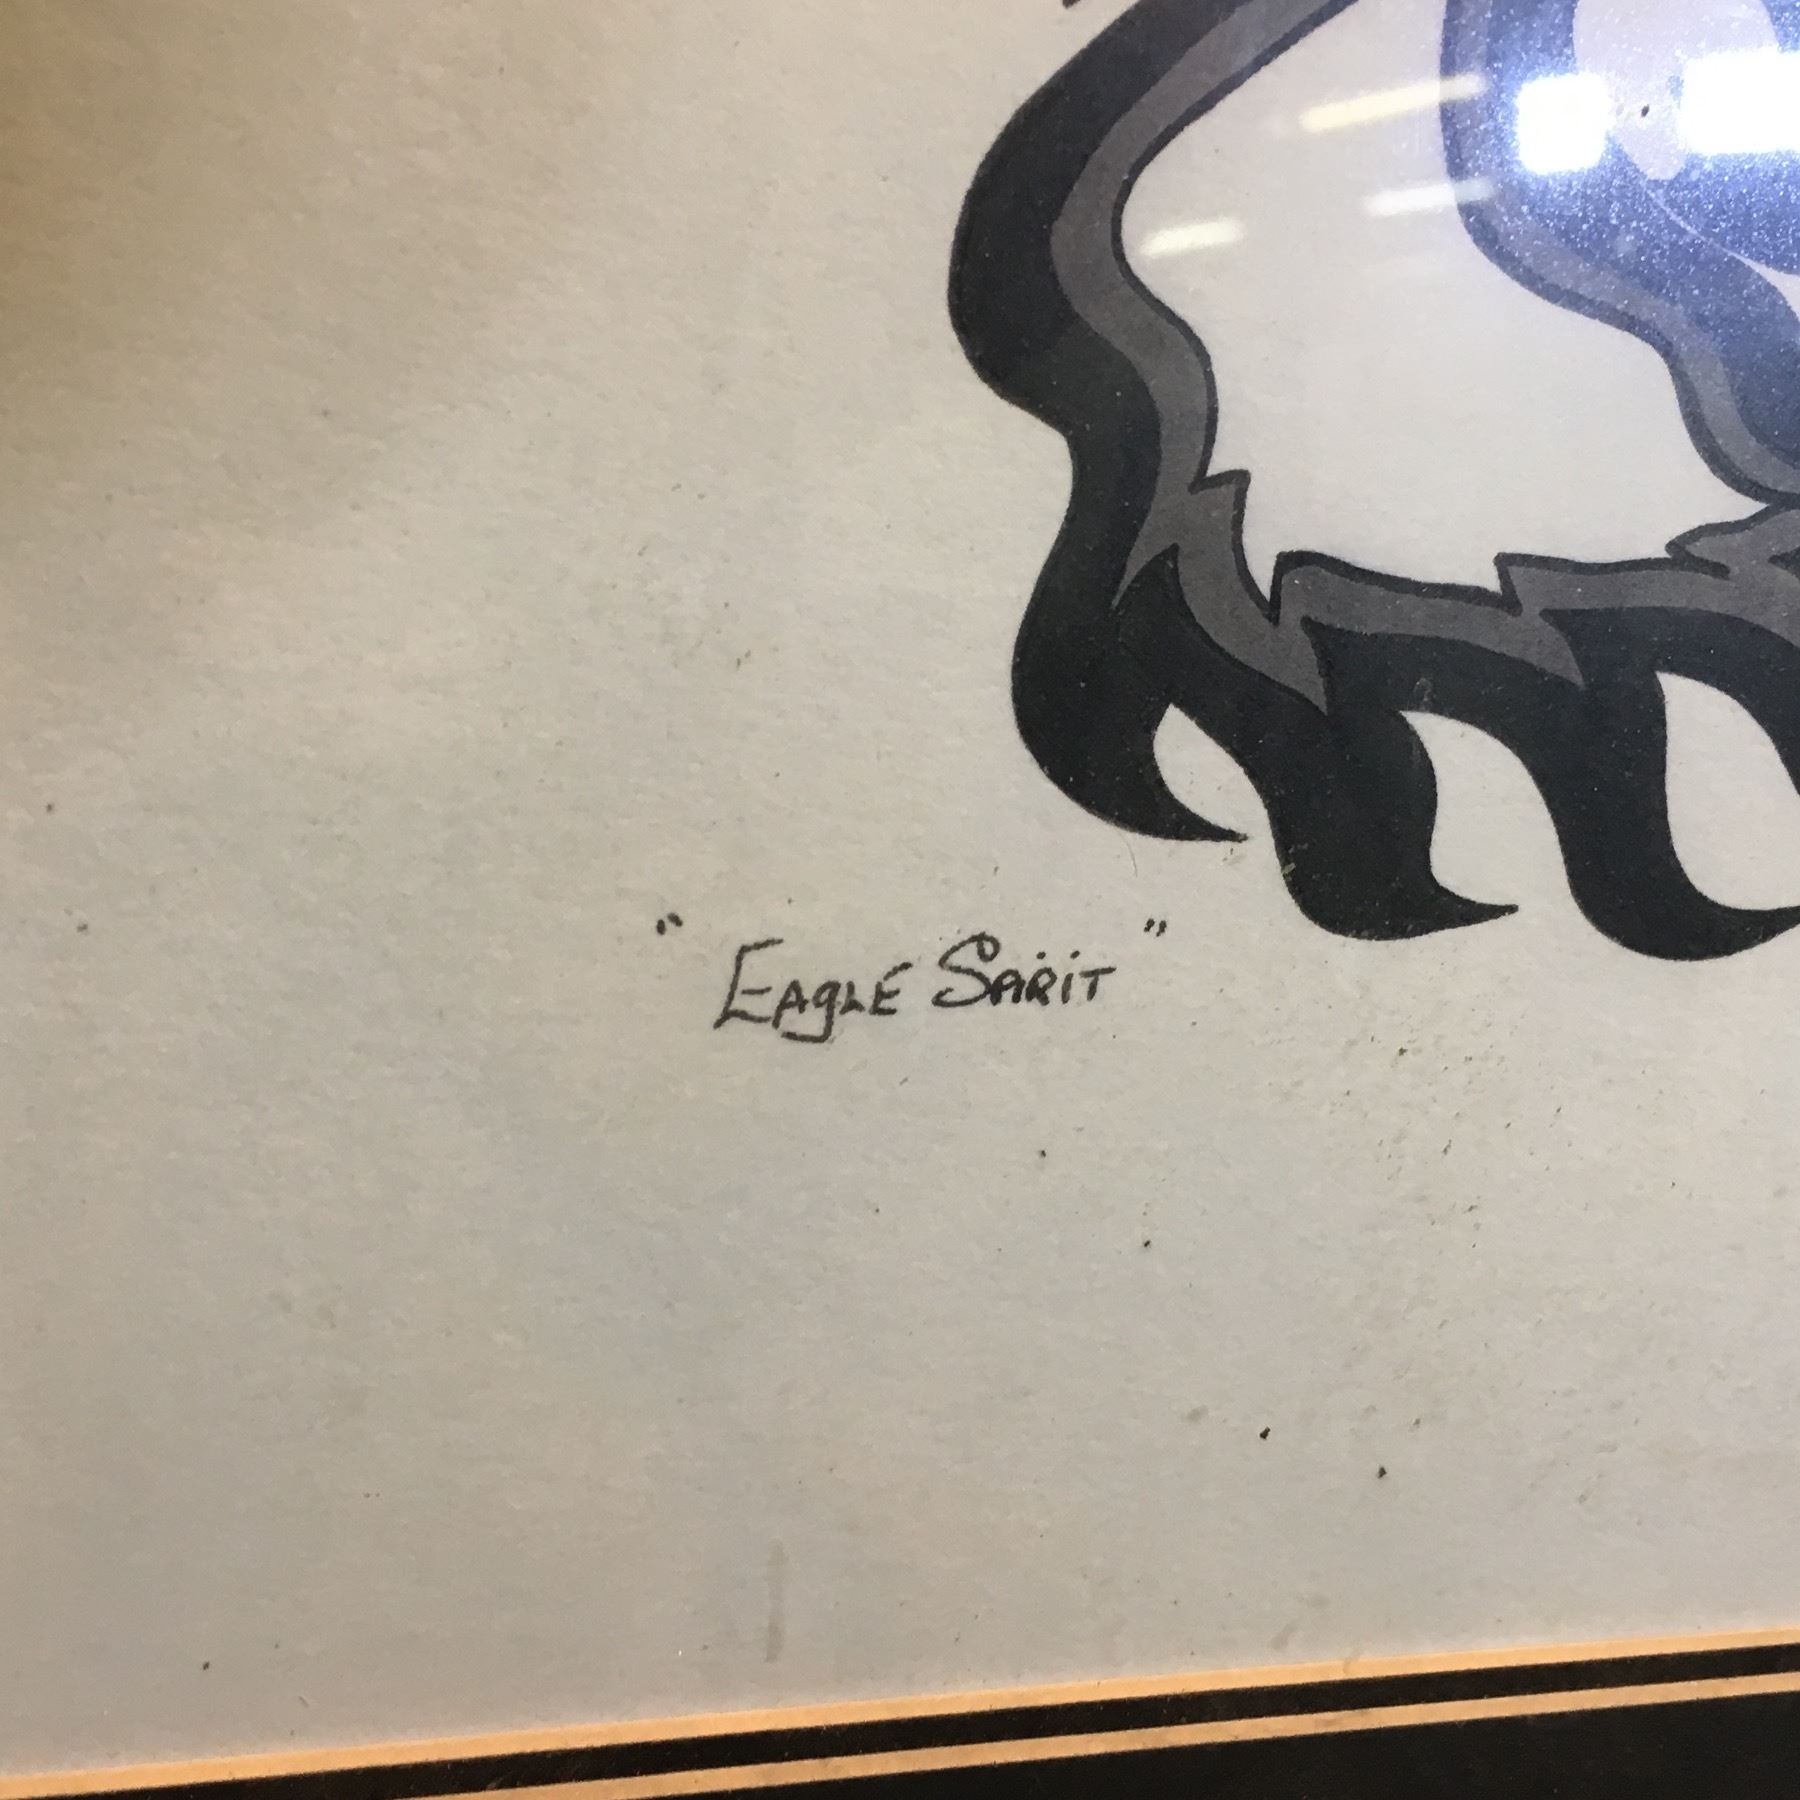 " EAgLE SPiRiT "